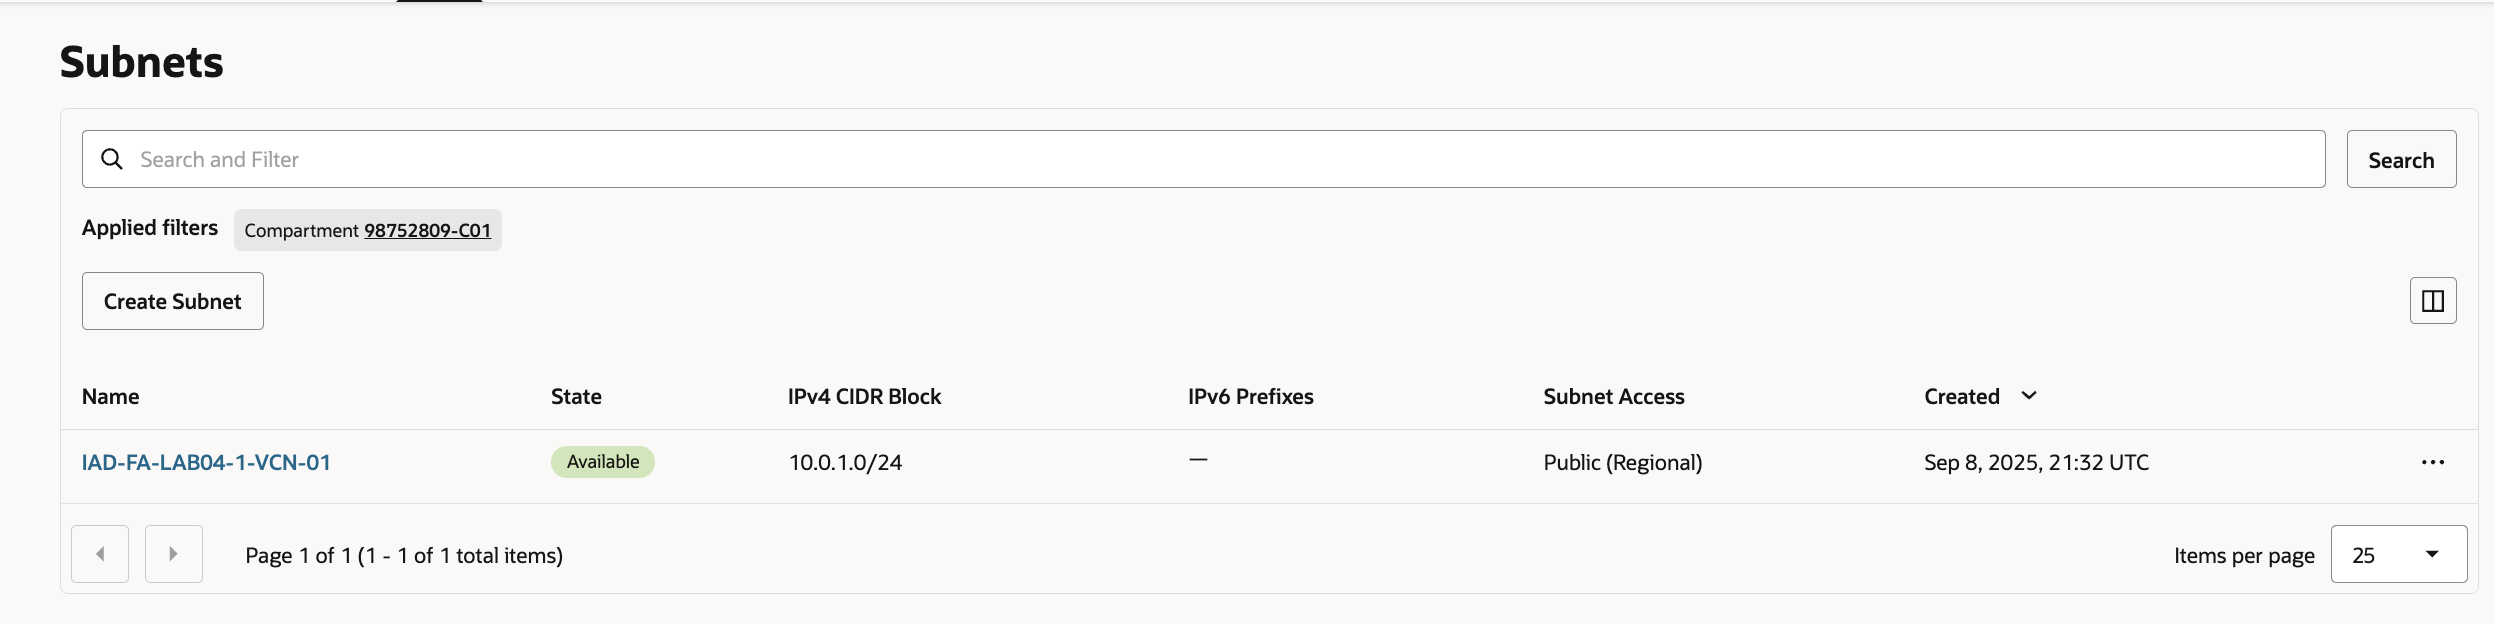 Subnets
Search and Filter
Search
Applied filters
Compartment 98752809-C01
Create Subnet
Name State IPv4 CIDR Block IPv6 Prefixes Subnet Access Created
IAD-FA-LAB04-1-VCN-01 Available 10.0.1.0/24 — Public (Regional) Sep 8, 2025, 21:32 UTC ···
Page 1 of 1 (1 - 1 of 1 total items) Items per page 25